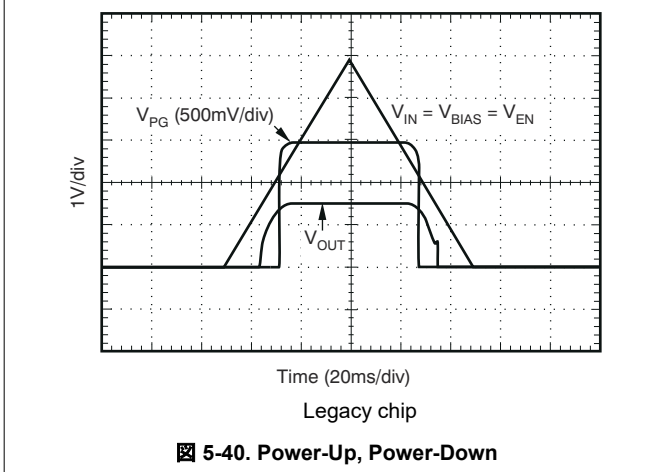 V_PG (500mV/div)
V_IN = V_BIAS = V_EN
1V/div
V_OUT
Time (20ms/div)
Legacy chip
図 5-40. Power-Up, Power-Down